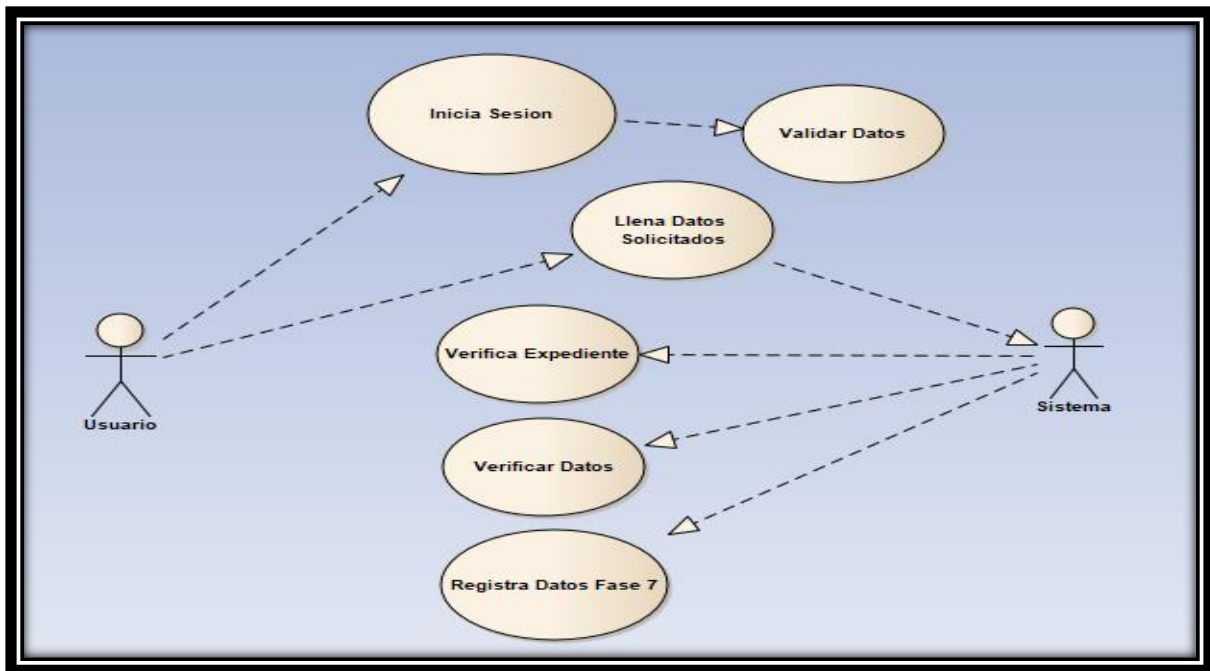 Inicia Sesion
Validar Datos
Llena Datos
Solicitados
Verifica Expediente
Usuario
Sistema
Verificar Datos
Registra Datos Fase 7